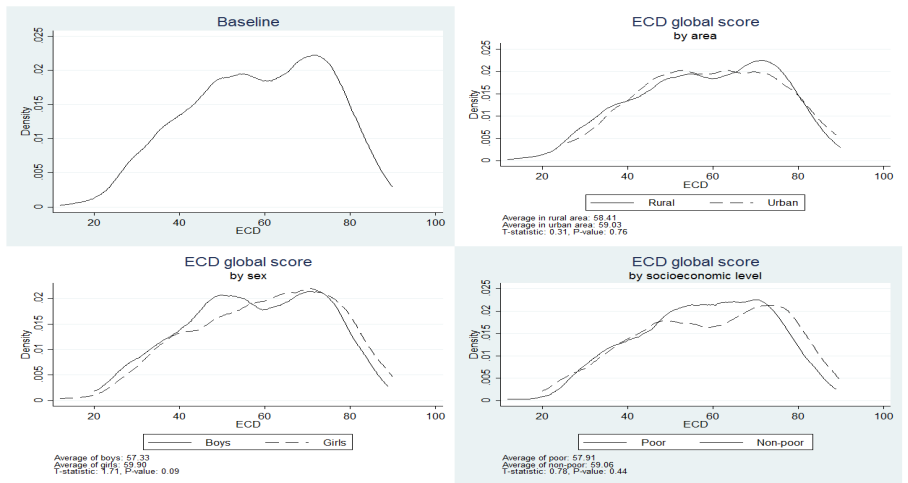 Baseline
.025
.02
.015
.01
.005
0
Density
20 40 60 80 100
ECD
ECD global score
by area
.025
.02
.015
.01
.005
0
Density
20 40 60 80 100
ECD
Rural Urban
Average in rural area: 58.41
Average in urban area: 59.03
T-statistic: 0.31, P-value: 0.76
ECD global score
by sex
.02
.015
.01
.005
0
Density
20 40 60 80 100
ECD
Boys Girls
Average of boys: 57.33
Average of girls: 59.90
T-statistic: 1.71, P-value: 0.09
ECD global score
by socioeconomic level
.025
.02
.015
.01
.005
0
Density
20 40 60 80 100
ECD
Poor Non-poor
Average of poor: 57.91
Average of non-poor: 59.06
T-statistic: 0.78, P-value: 0.44